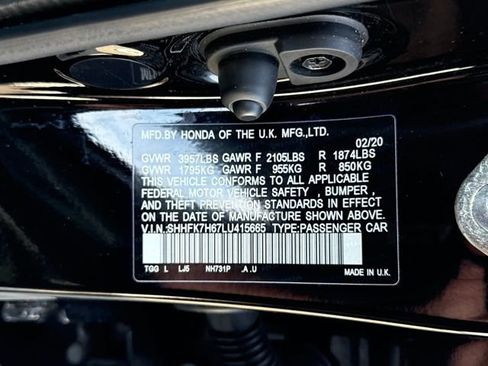 MFD.BY HONDA OF THE U.K. MFG.,LTD.
02/20
GVWR 3957LBS GAWR F 2105LBS R 1874LBS
GVWR 1795KG GAWR F 955KG R 850KG
THIS VEHICLE CONFORMS TO ALL APPLICABLE
FEDERAL MOTOR VEHICLE SAFETY , BUMPER ,
AND THEFT PREVENTION STANDARDS IN EFFECT
ON THE DATE OF MANUFACTURE SHOWN ABOVE.
V.I.N.:SHHFK7H67LU415665 TYPE:PASSENGER CAR
TGG L LJ5 NH731P .A .U MADE IN U.K.